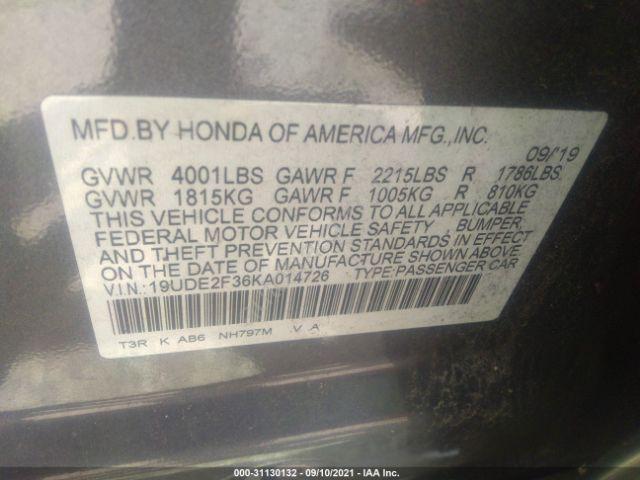 MFD.BY HONDA OF AMERICA MFG.,INC.
09/'19
GVWR 4001LBS GAWR F 2215LBS R 1786LBS
GVWR 1815KG GAWR F 1005KG R 810KG
THIS VEHICLE CONFORMS TO ALL APPLICABLE
FEDERAL MOTOR VEHICLE SAFETY, BUMPER,
AND THEFT PREVENTION STANDARDS IN EFFECT
ON THE DATE OF MANUFACTURE SHOWN ABOVE.
V.I.N.:19UDE2F36KA014726 TYPE:PASSENGER CAR
T3R K AB6 NH797M .V .A
000-31130132 - 09/10/2021 - IAA Inc.